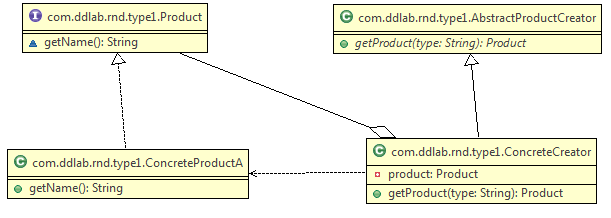 com.ddlab.rnd.type1.Product
getName(): String
com.ddlab.rnd.type1.AbstractProductCreator
getProduct(type: String): Product
com.ddlab.rnd.type1.ConcreteProductA
getName(): String
com.ddlab.rnd.type1.ConcreteCreator
product: Product
getProduct(type: String): Product